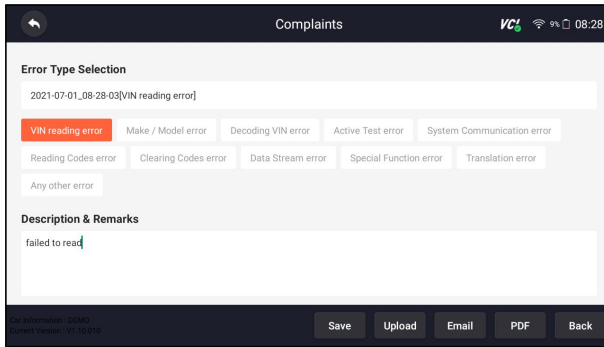 Complaints
VCI
9%
08:28
Error Type Selection
2021-07-01_08-28-03[VIN reading error]
VIN reading error
Make / Model error
Decoding VIN error
Active Test error
System Communication error
Reading Codes error
Clearing Codes error
Data Stream error
Special Function error
Translation error
Any other error
Description & Remarks
failed to read
Car Information : DEMO
Current Version : V1.10.010
Save
Upload
Email
PDF
Back